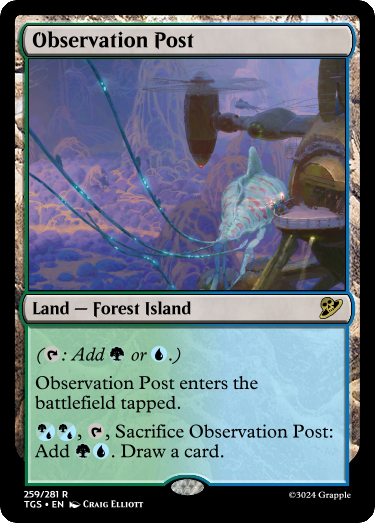 Observation Post
Land — Forest Island
(: Add or .)
Observation Post enters the
battlefield tapped.
, , Sacrifice Observation Post:
Add . Draw a card.
259/281 R
TGS • EN Craig Elliott
©3024 Grapple